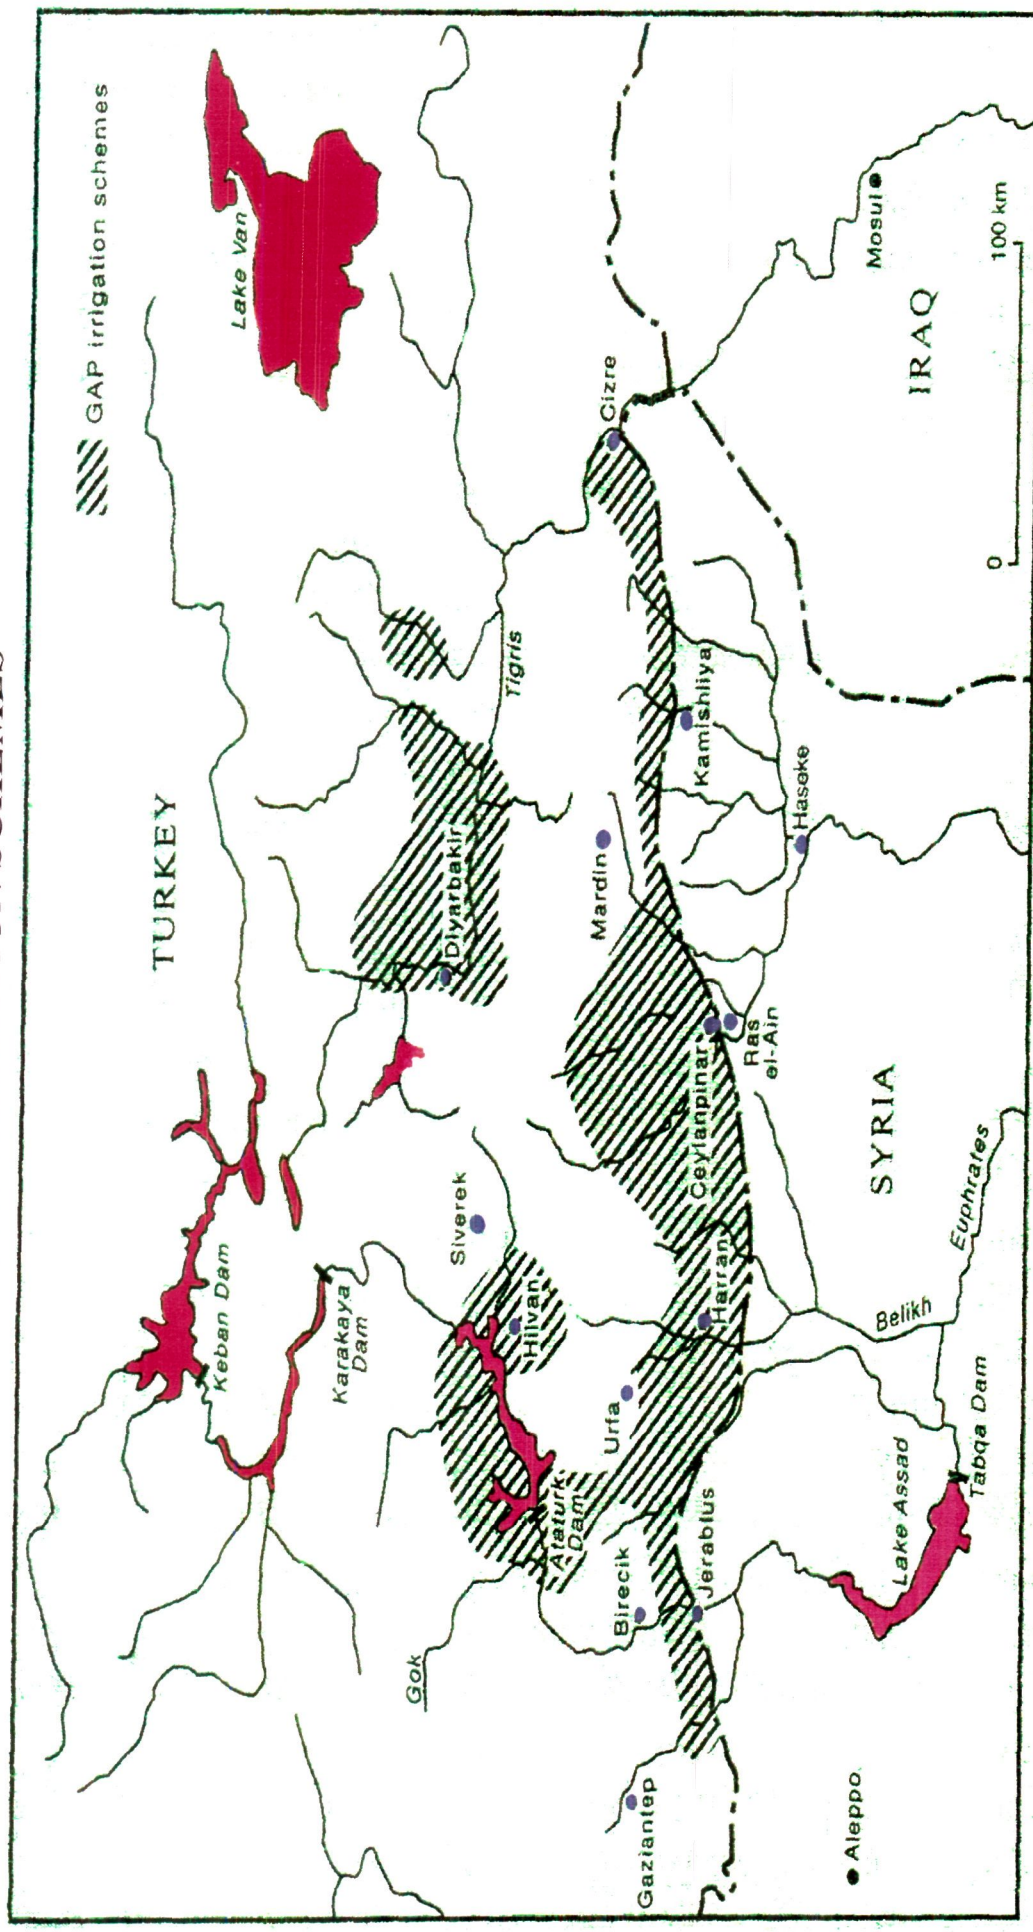 GAP irrigation schemes
TURKEY
Keban Dam
Lake Van
Karakaya
Dam
Gok
Siverek
Diyarbakir
Tigris
Hilvan
Ataturk
Dam
Urfa
Mardin
Cizre
Birecik
Gaziantep
Jerablus
Harran
Ceylanpinar
Kamishliya
Ras
el-Ain
Haseke
Aleppo
Mosul
SYRIA
IRAQ
Lake Assad
Belikh
Euphrates
Tabqa Dam
0
100 km